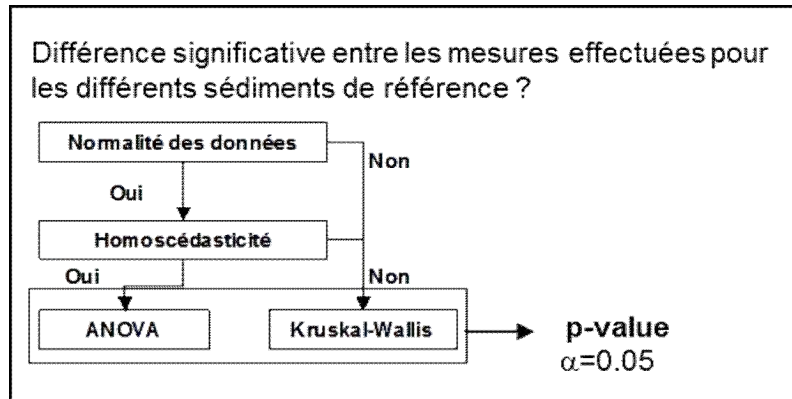 Différence significative entre les mesures effectuées pour
les différents sédiments de référence ?
Normalité des données
Non
Oui
Homoscédasticité
Oui
Non
ANOVA
Kruskal-Wallis
p-value
α=0.05